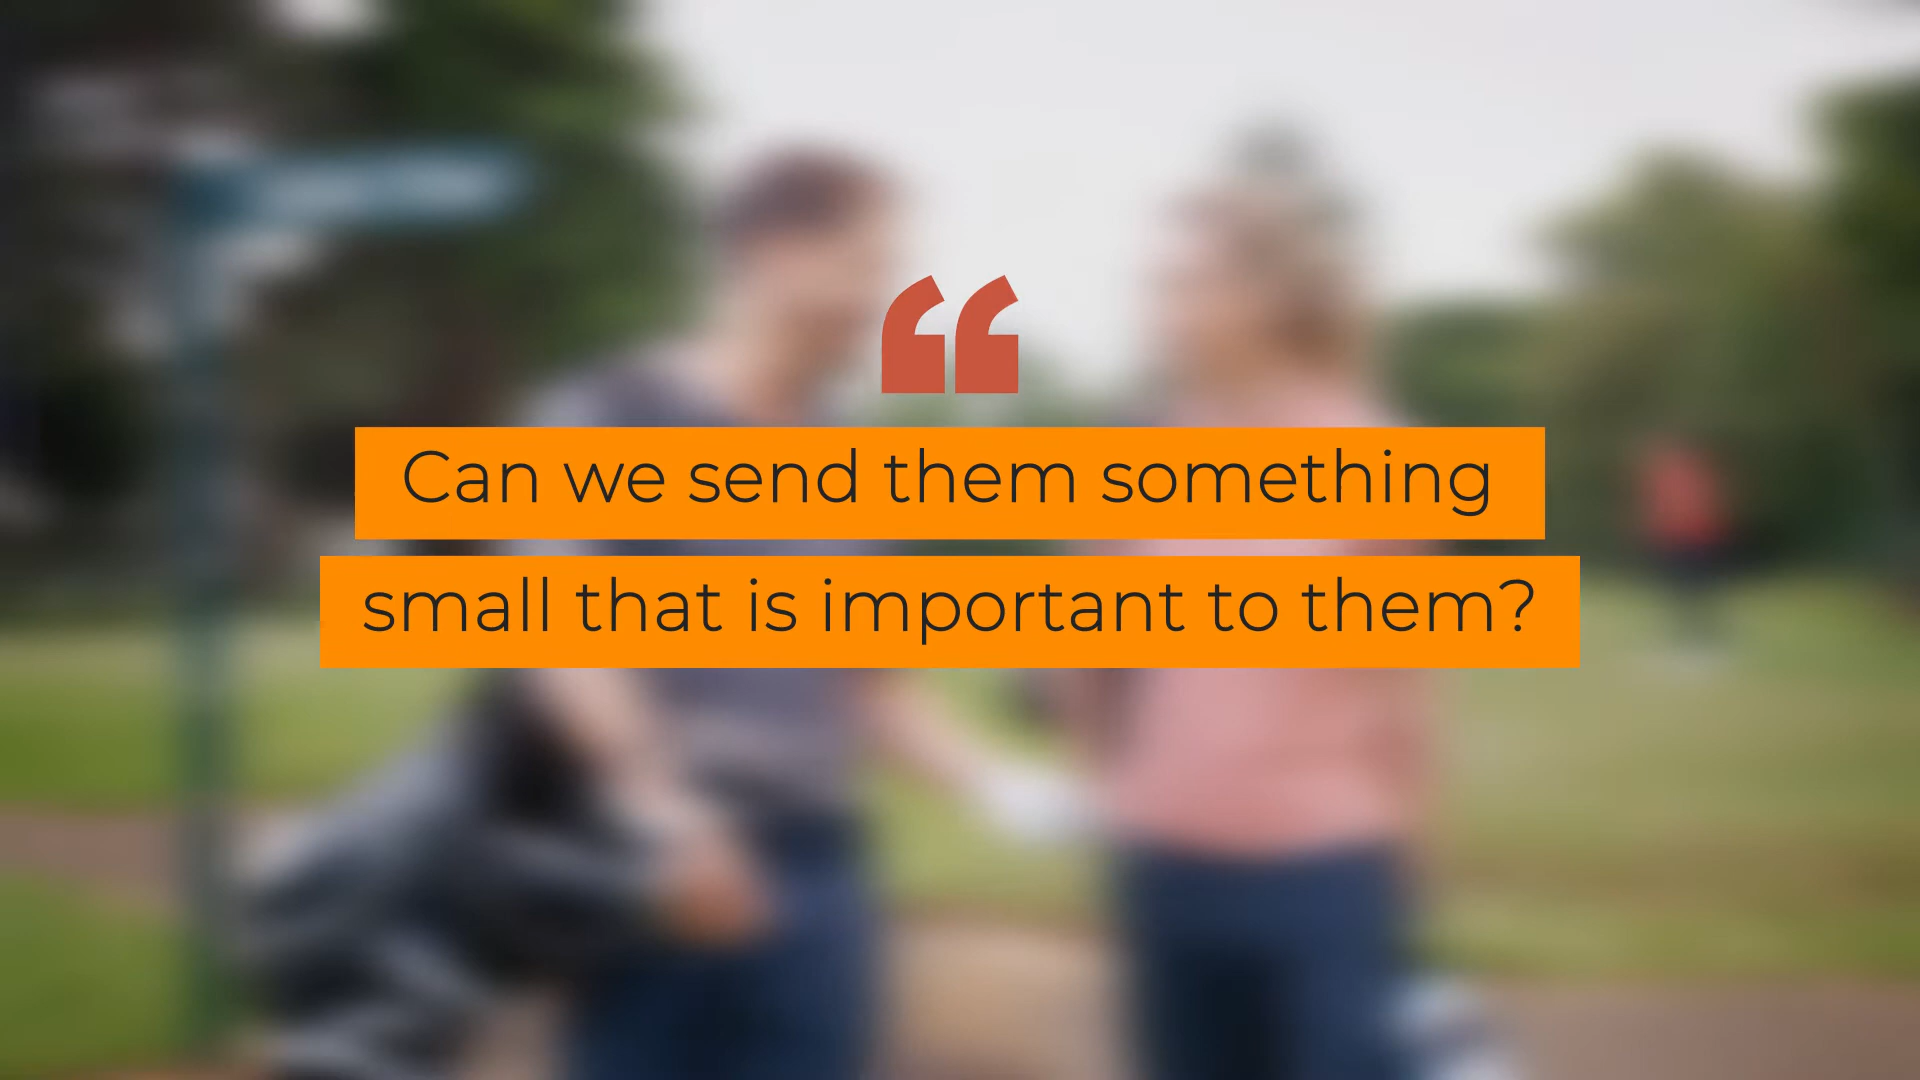 “
Can we send them something
small that is important to them?